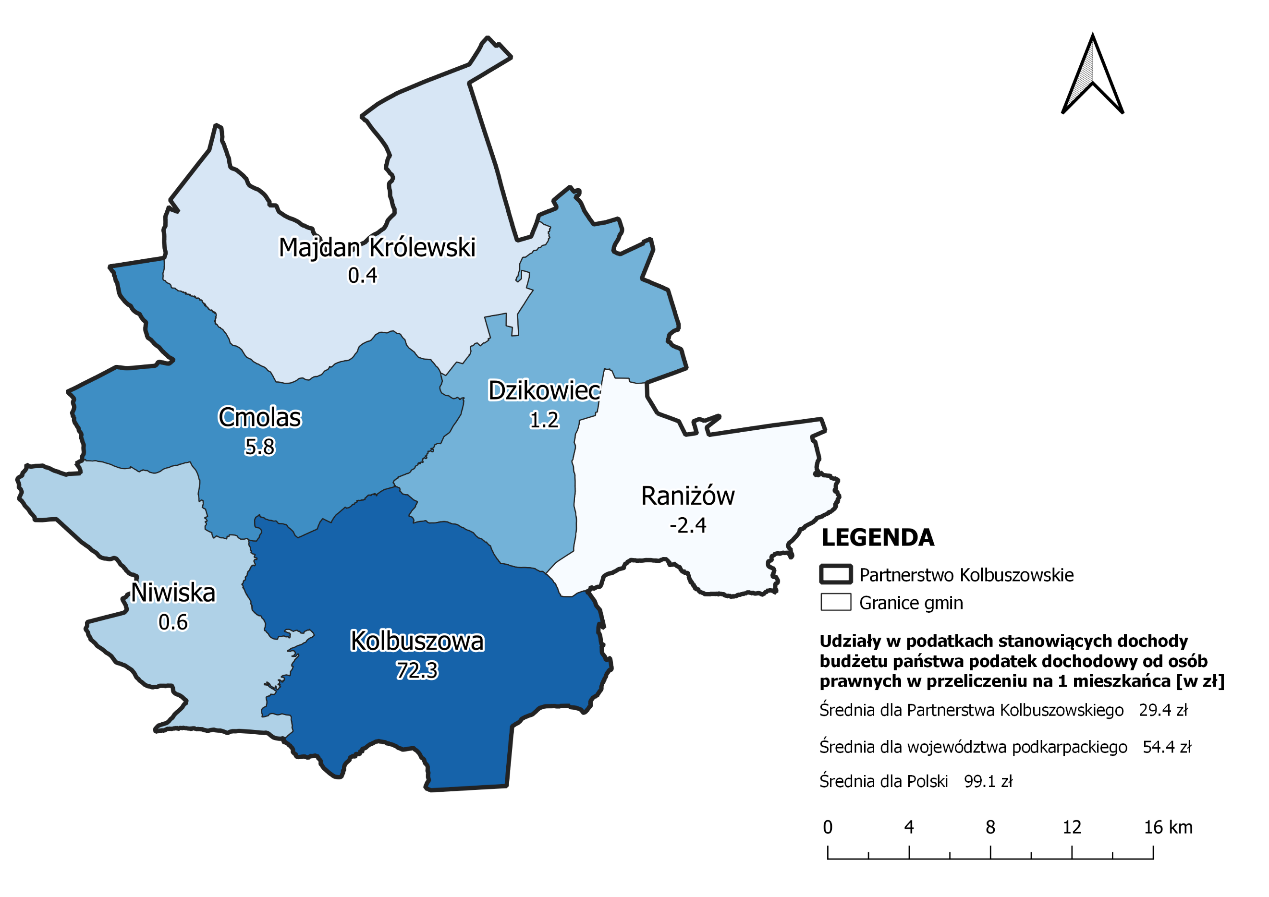 Majdan Królewski
0.4
Dzikowiec
1.2
Cmolas
5.8
Raniżów
-2.4
Niwiska
0.6
Kolbuszowa
72.3
LEGENDA
Partnerstwo Kolbuszowskie
Granice gmin
Udziały w podatkach stanowiących dochody
budżetu państwa podatek dochodowy od osób
prawnych w przeliczeniu na 1 mieszkańca [w zł]
Średnia dla Partnerstwa Kolbuszowskiego 29.4 zł
Średnia dla województwa podkarpackiego 54.4 zł
Średnia dla Polski 99.1 zł
0 4 8 12 16 km